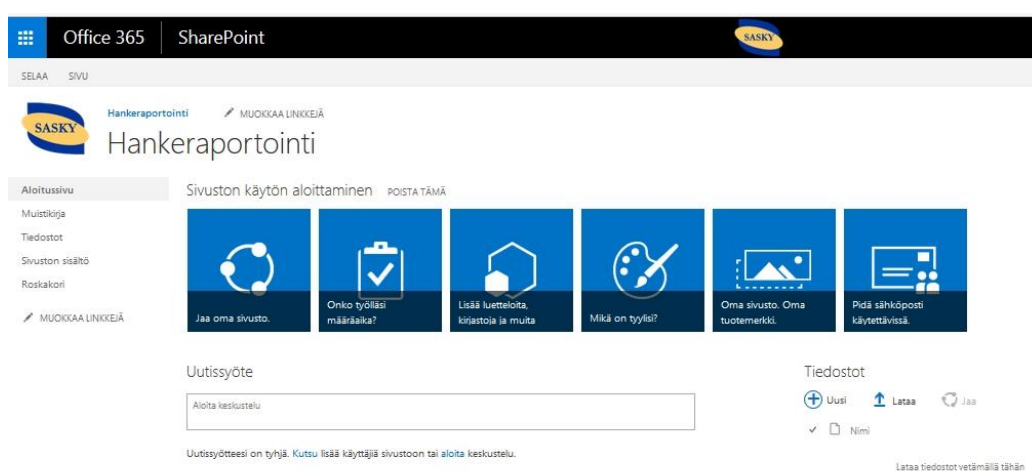 Office 365
SharePoint
SASKY
SELAA SIVU
SASKY
Hankeraportointi
MUOKKAA LINKKEJÄ
Hankeraportointi
Aloitussivu
Muistikirja
Tiedostot
Sivuston sisältö
Roskakori
MUOKKAA LINKKEJÄ
Sivuston käytön aloittaminen POISTA TÄMÄ
Jaa oma sivusto.
Onko työlläsi
määräaika?
Lisää luetteloita,
kirjastoja ja muita
Mikä on tyylisi?
Oma sivusto. Oma
tuotemerkki.
Pidä sähköposti
käytettävissä.
Uutissyöte
Aloita keskustelu
Uutissyötteesi on tyhjä. Kutsu lisää käyttäjiä sivustoon tai aloita keskustelu.
Tiedostot
Uusi Lataa Jaa
Nimi
Lataa tiedostot vetämällä tähän